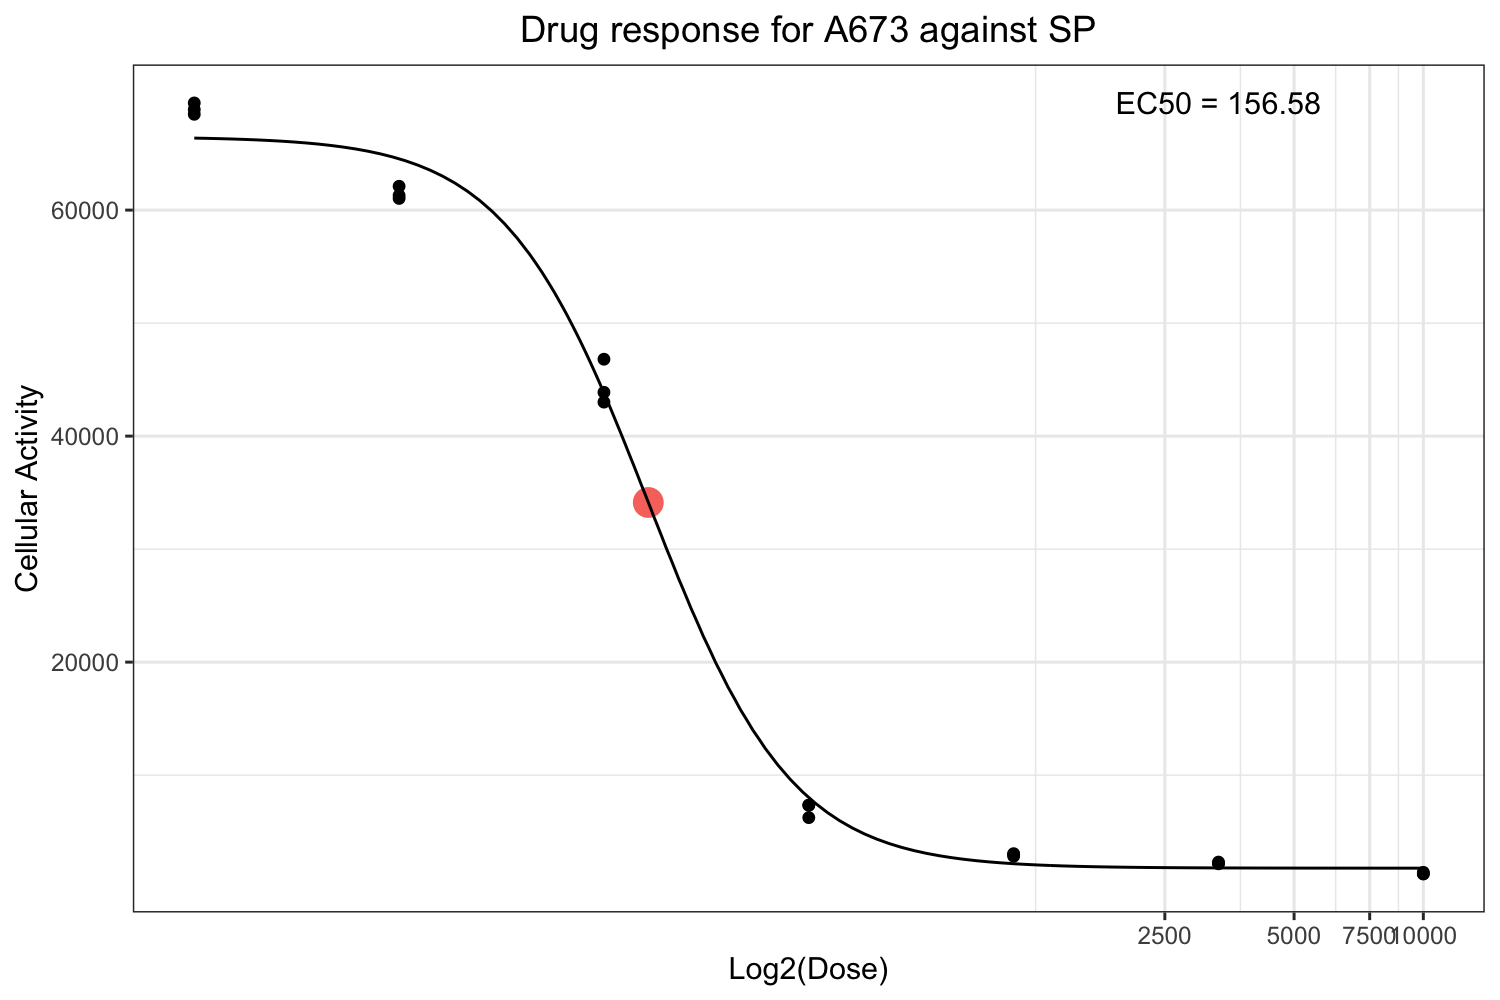 Drug response for A673 against SP
EC50 = 156.58
60000
40000
20000
Cellular Activity
2500 5000 7500 10000
Log2(Dose)